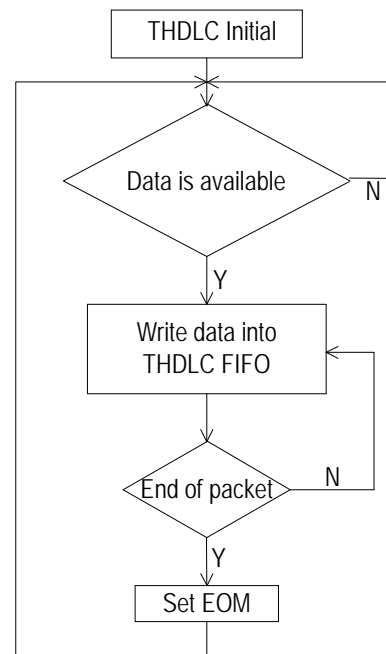 THDLC Initial
Data is available
N
Y
Write data into
THDLC FIFO
End of packet
N
Y
Set EOM